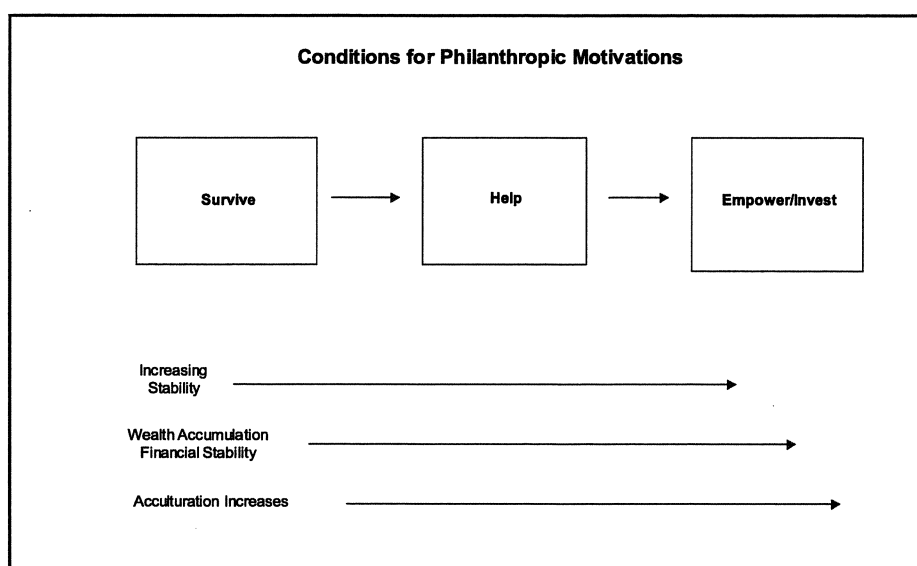 Conditions for Philanthropic Motivations
Survive
Help
Empower/Invest
Increasing
Stability
Wealth Accumulation
Financial Stability
Acculturation Increases